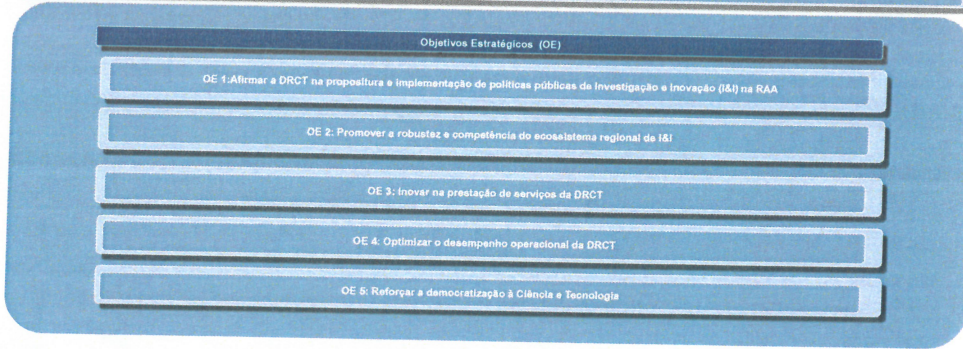 Objetivos Estratégicos (OE)
OE 1:Afirmar a DRCT na propositura e implementação de políticas públicas de Investigação e Inovação (I&I) na RAA
OE 2: Promover a robustez e competência do ecossistema regional de I&I
OE 3: Inovar na prestação de serviços da DRCT
OE 4: Optimizar o desempenho operacional da DRCT
OE 5: Reforçar a democratização à Ciência e Tecnologia